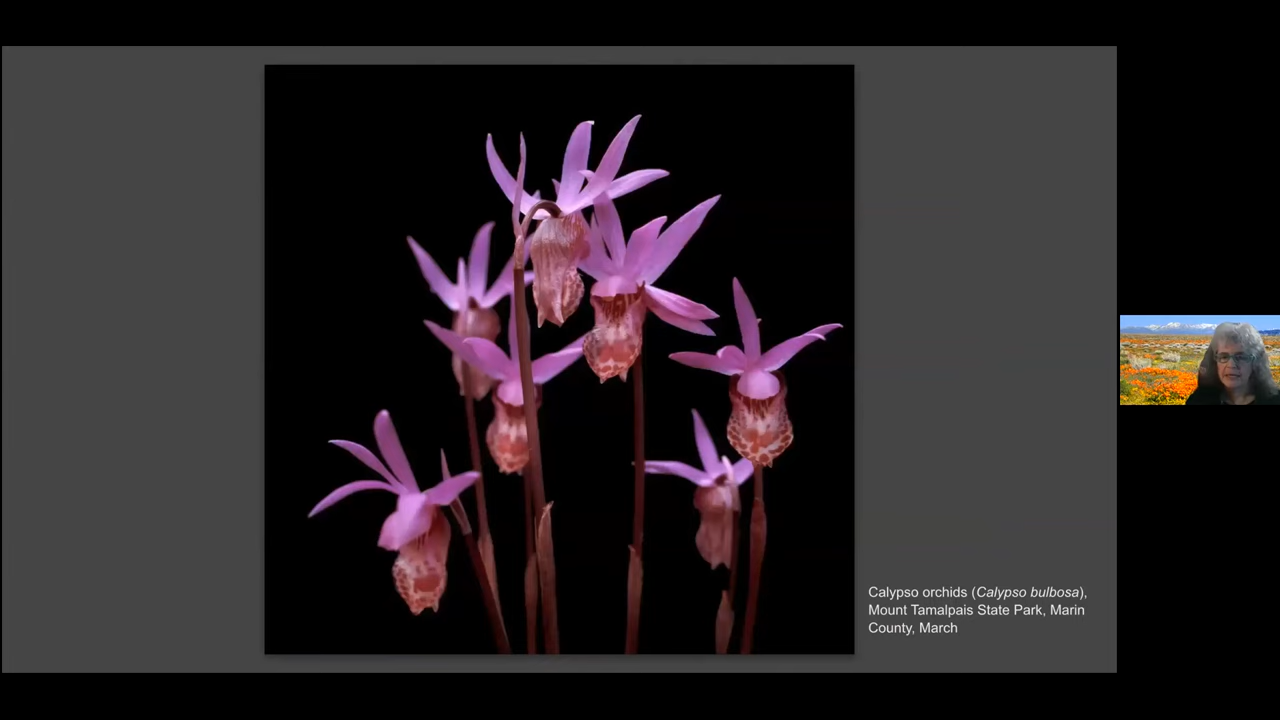 Calypso orchids (Calypso bulbosa),
Mount Tamalpais State Park, Marin
County, March